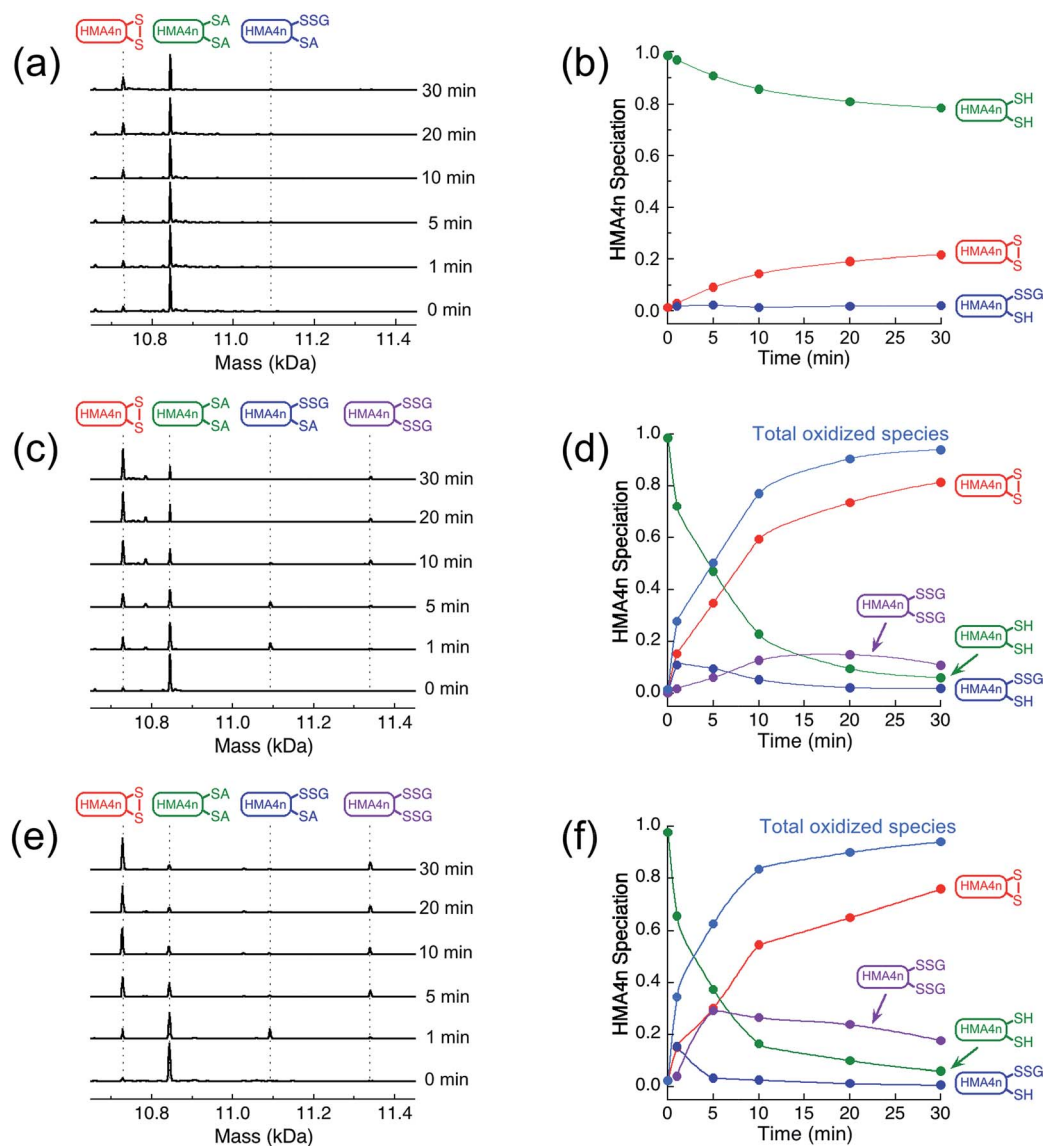 (a)
HMA4n S S
HMA4n SA SA
HMA4n SSG SA
30 min
20 min
10 min
5 min
1 min
0 min
10.8 11.0 11.2 11.4
Mass (kDa)
(b)
HMA4n Speciation
1.0
0.8
0.6
0.4
0.2
0.0
0 5 10 15 20 25 30
Time (min)
HMA4n SH SH
HMA4n S S
HMA4n SSG SH
(c)
HMA4n S S
HMA4n SA SA
HMA4n SSG SA
HMA4n SSG SSG
30 min
20 min
10 min
5 min
1 min
0 min
10.8 11.0 11.2 11.4
Mass (kDa)
(d)
Total oxidized species
HMA4n Speciation
1.0
0.8
0.6
0.4
0.2
0.0
0 5 10 15 20 25 30
Time (min)
HMA4n S S
HMA4n SSG SSG
HMA4n SH SH
HMA4n SSG SH
(e)
HMA4n S S
HMA4n SA SA
HMA4n SSG SA
HMA4n SSG SSG
30 min
20 min
10 min
5 min
1 min
0 min
10.8 11.0 11.2 11.4
Mass (kDa)
(f)
Total oxidized species
HMA4n Speciation
1.0
0.8
0.6
0.4
0.2
0.0
0 5 10 15 20 25 30
Time (min)
HMA4n S S
HMA4n SSG SSG
HMA4n SH SH
HMA4n SSG SH